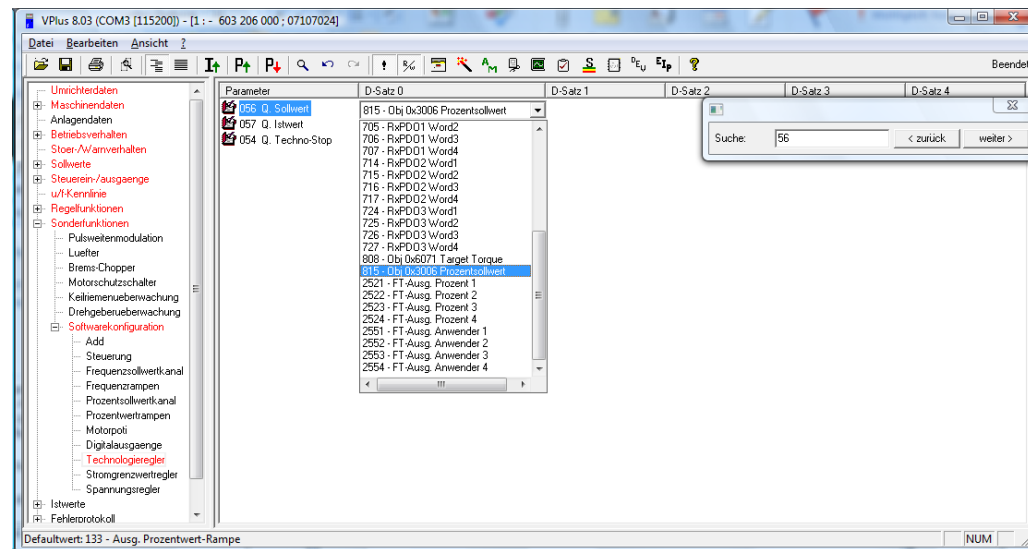 VPlus 8.03 (COM3 [115200]) - [1 : - 603 206 000 ; 07107024]
Datei Bearbeiten Ansicht ?
Beendet
Umrichterdaten
Maschinendaten
Anlagendaten
Betriebsverhalten
Stoer-/Warnverhalten
Sollwerte
Steuerein-/ausgaenge
u/f-Kennlinie
Regelfunktionen
Sonderfunktionen
Pulsweitenmodulation
Luefter
Brems-Chopper
Motorschutzschalter
Keilriemenueberwachung
Drehgeberueberwachung
Softwarekonfiguration
Add
Steuerung
Frequenzsollwertkanal
Frequenzrampen
Prozentsollwertkanal
Prozentwertrampen
Motorpoti
Digitalausgaenge
Technologieregler
Stromgrenzwertregler
Spannungsregler
Istwerte
Fehlerprotokoll
Parameter D-Satz 0 D-Satz 1 D-Satz 2 D-Satz 3 D-Satz 4
056 Q. Sollwert 815 - Obj 0x3006 Prozentsollwert
057 Q. Istwert
054 Q. Techno-Stop
705 - RxPDO1 Word2
706 - RxPDO1 Word3
707 - RxPDO1 Word4
714 - RxPDO2 Word1
715 - RxPDO2 Word2
716 - RxPDO2 Word3
717 - RxPDO2 Word4
724 - RxPDO3 Word1
725 - RxPDO3 Word2
726 - RxPDO3 Word3
727 - RxPDO3 Word4
808 - Obj 0x6071 Target Torque
815 - Obj 0x3006 Prozentsollwert
2521 - FT-Ausg. Prozent 1
2522 - FT-Ausg. Prozent 2
2523 - FT-Ausg. Prozent 3
2524 - FT-Ausg. Prozent 4
2551 - FT-Ausg. Anwender 1
2552 - FT-Ausg. Anwender 2
2553 - FT-Ausg. Anwender 3
2554 - FT-Ausg. Anwender 4
Suche: 56 < zurück weiter >
Defaultwert: 133 - Ausg. Prozentwert-Rampe
NUM